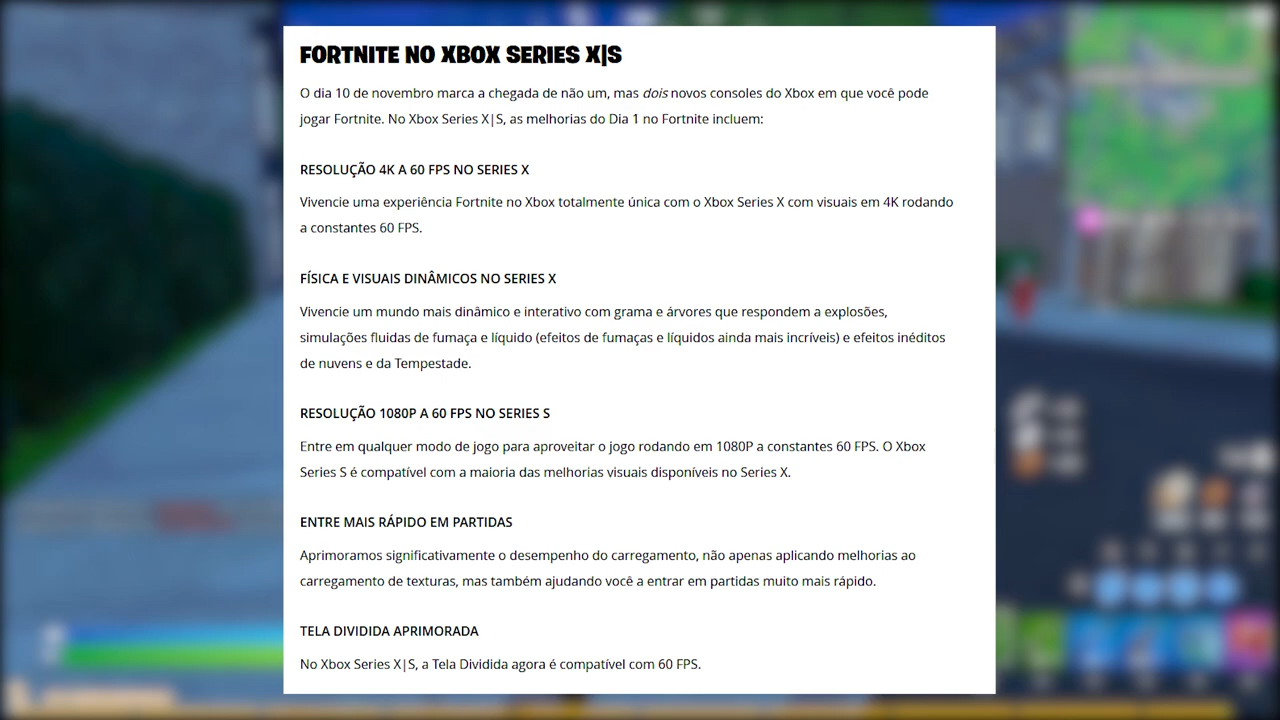 FORTNITE NO XBOX SERIES X|S
O dia 10 de novembro marca a chegada de não um, mas dois novos consoles do Xbox em que você pode
jogar Fortnite. No Xbox Series X|S, as melhorias do Dia 1 no Fortnite incluem:
RESOLUÇÃO 4K A 60 FPS NO SERIES X
Vivencie uma experiência Fortnite no Xbox totalmente única com o Xbox Series X com visuais em 4K rodando
a constantes 60 FPS.
FÍSICA E VISUAIS DINÂMICOS NO SERIES X
Vivencie um mundo mais dinâmico e interativo com grama e árvores que respondem a explosões,
simulações fluidas de fumaça e líquido (efeitos de fumaças e líquidos ainda mais incríveis) e efeitos inéditos
de nuvens e da Tempestade.
RESOLUÇÃO 1080P A 60 FPS NO SERIES S
Entre em qualquer modo de jogo para aproveitar o jogo rodando em 1080P a constantes 60 FPS. O Xbox
Series S é compatível com a maioria das melhorias visuais disponíveis no Series X.
ENTRE MAIS RÁPIDO EM PARTIDAS
Aprimoramos significativamente o desempenho do carregamento, não apenas aplicando melhorias ao
carregamento de texturas, mas também ajudando você a entrar em partidas muito mais rápido.
TELA DIVIDIDA APRIMORADA
No Xbox Series X|S, a Tela Dividida agora é compatível com 60 FPS.